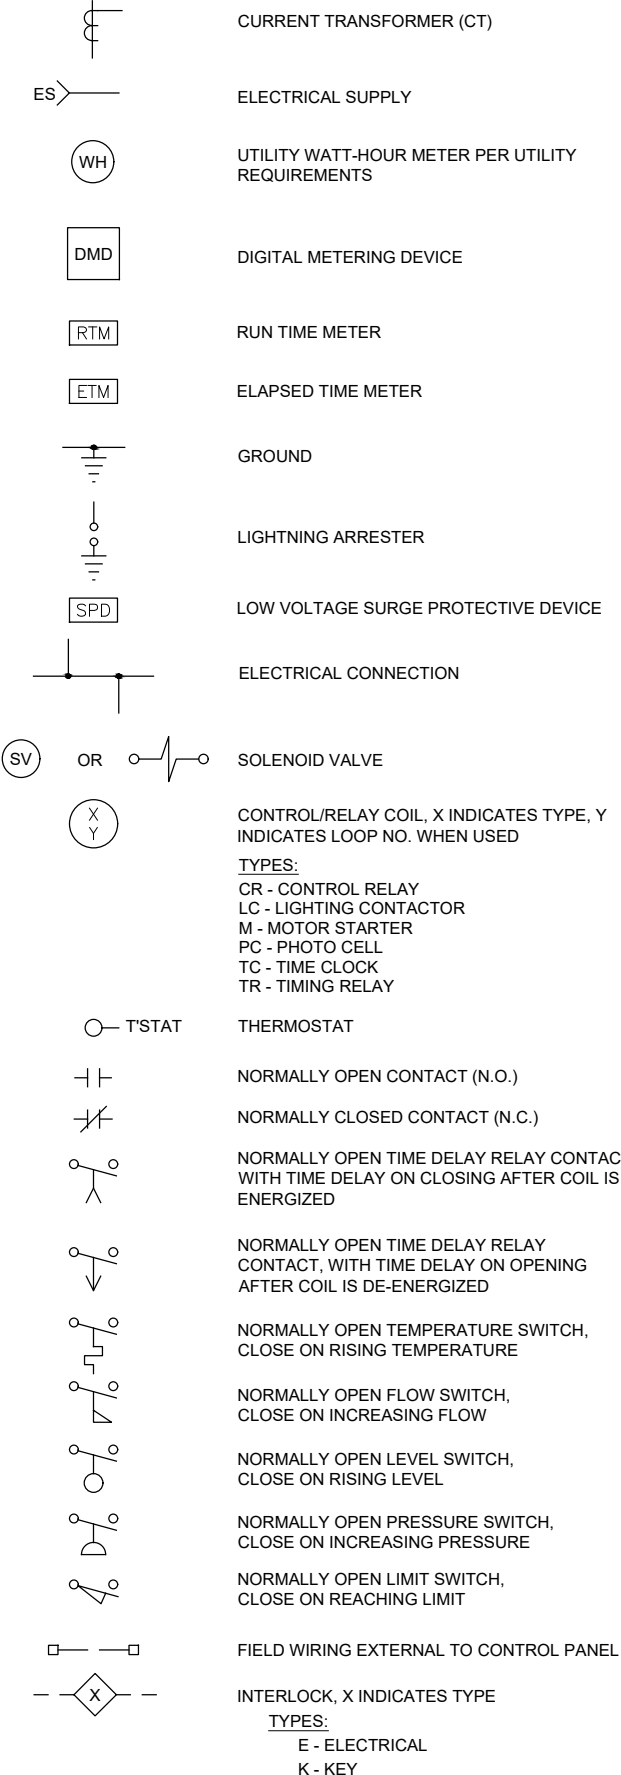 CURRENT TRANSFORMER (CT)
ES
ELECTRICAL SUPPLY
WH
UTILITY WATT-HOUR METER PER UTILITY
REQUIREMENTS
DMD
DIGITAL METERING DEVICE
RTM
RUN TIME METER
ETM
ELAPSED TIME METER
GROUND
LIGHTNING ARRESTER
SPD
LOW VOLTAGE SURGE PROTECTIVE DEVICE
ELECTRICAL CONNECTION
SV OR
SOLENOID VALVE
X
Y
CONTROL/RELAY COIL, X INDICATES TYPE, Y
INDICATES LOOP NO. WHEN USED
TYPES:
CR - CONTROL RELAY
LC - LIGHTING CONTACTOR
M - MOTOR STARTER
PC - PHOTO CELL
TC - TIME CLOCK
TR - TIMING RELAY
T'STAT
THERMOSTAT
NORMALLY OPEN CONTACT (N.O.)
NORMALLY CLOSED CONTACT (N.C.)
NORMALLY OPEN TIME DELAY RELAY CONTAC
WITH TIME DELAY ON CLOSING AFTER COIL IS
ENERGIZED
NORMALLY OPEN TIME DELAY RELAY
CONTACT, WITH TIME DELAY ON OPENING
AFTER COIL IS DE-ENERGIZED
NORMALLY OPEN TEMPERATURE SWITCH,
CLOSE ON RISING TEMPERATURE
NORMALLY OPEN FLOW SWITCH,
CLOSE ON INCREASING FLOW
NORMALLY OPEN LEVEL SWITCH,
CLOSE ON RISING LEVEL
NORMALLY OPEN PRESSURE SWITCH,
CLOSE ON INCREASING PRESSURE
NORMALLY OPEN LIMIT SWITCH,
CLOSE ON REACHING LIMIT
FIELD WIRING EXTERNAL TO CONTROL PANEL
X
INTERLOCK, X INDICATES TYPE
TYPES:
E - ELECTRICAL
K - KEY